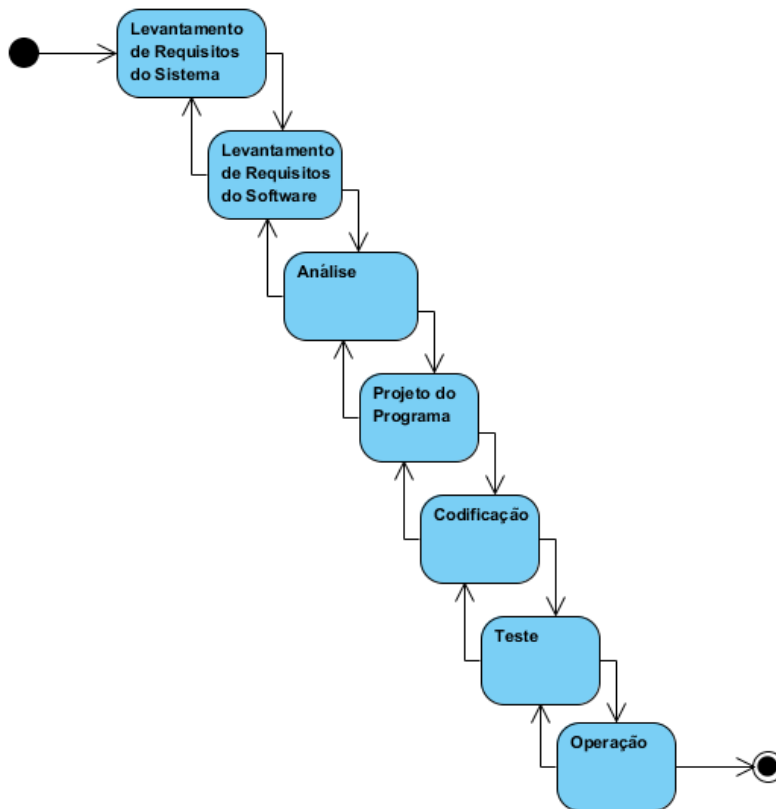 Levantamento
de Requisitos
do Sistema
Levantamento
de Requisitos
do Software
Análise
Projeto do
Programa
Codificação
Teste
Operação